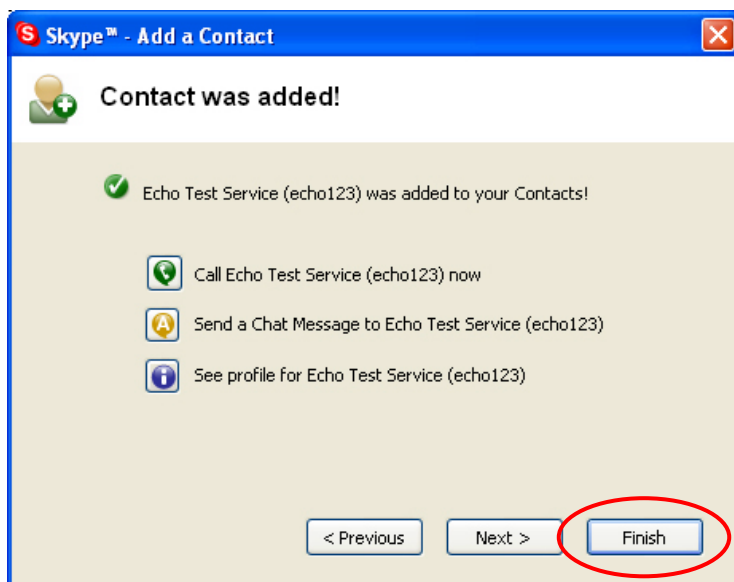 Skype™ - Add a Contact
Contact was added!
Echo Test Service (echo123) was added to your Contacts!
Call Echo Test Service (echo123) now
Send a Chat Message to Echo Test Service (echo123)
See profile for Echo Test Service (echo123)
< Previous Next > Finish